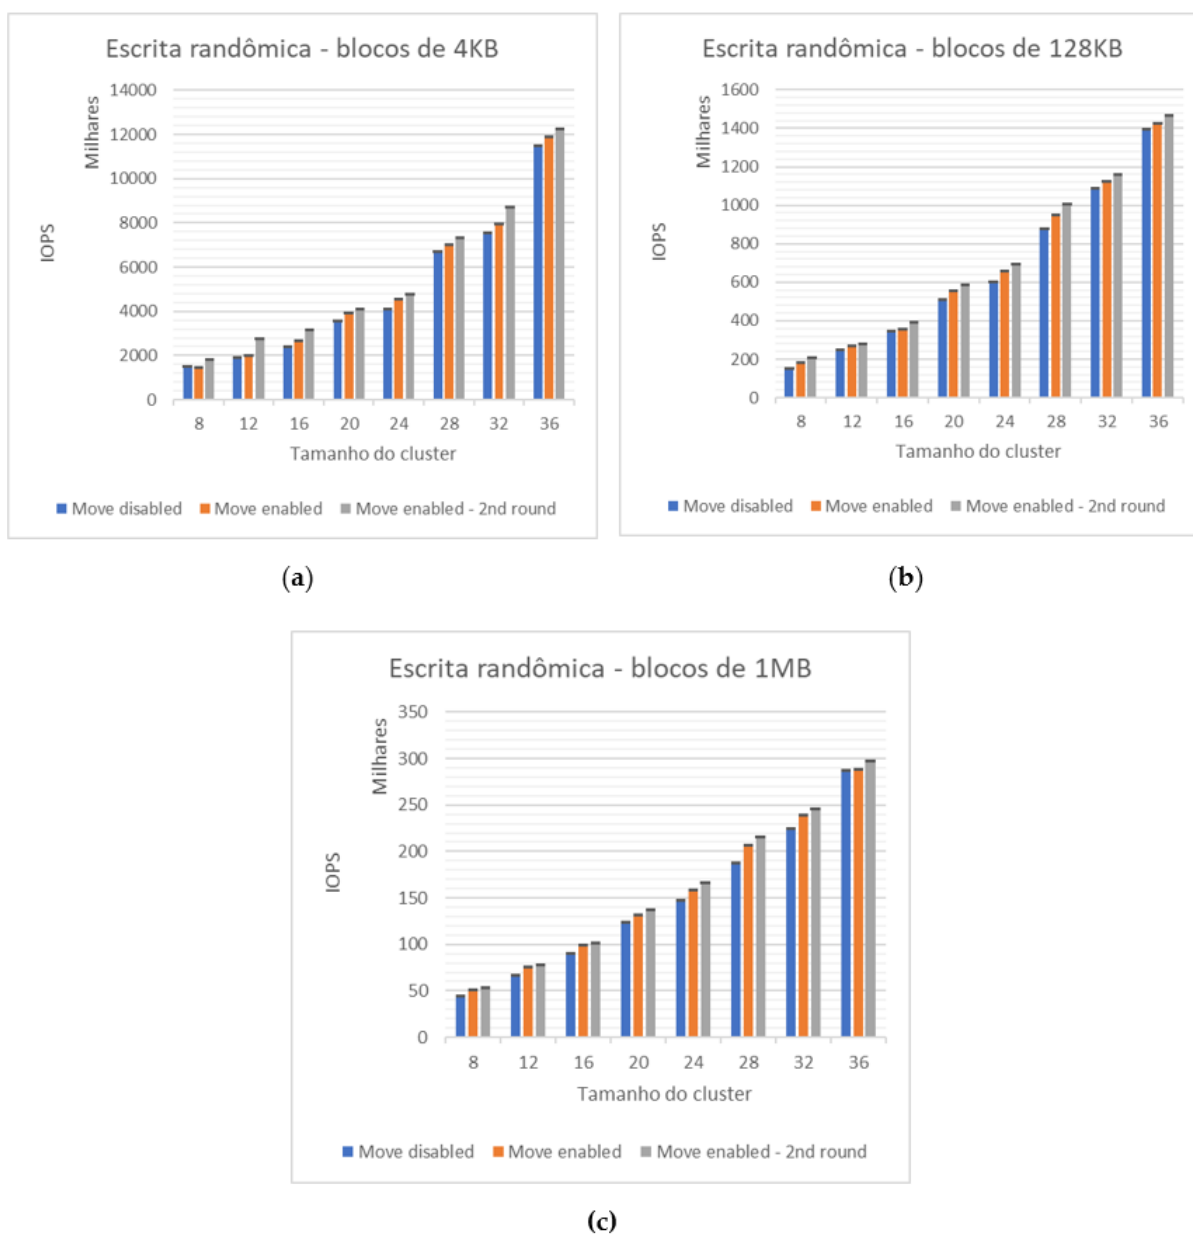 Escrita randômica - blocos de 4KB
14000
12000
10000
8000
6000
4000
2000
0
Milhares
IOPS
8 12 16 20 24 28 32 36
Tamanho do cluster
Move disabled Move enabled Move enabled - 2nd round
(a)
Escrita randômica - blocos de 128KB
1600
1400
1200
1000
800
600
400
200
0
Milhares
IOPS
8 12 16 20 24 28 32 36
Tamanho do cluster
Move disabled Move enabled Move enabled - 2nd round
(b)
Escrita randômica - blocos de 1MB
350
300
250
200
150
100
50
0
Milhares
IOPS
8 12 16 20 24 28 32 36
Tamanho do cluster
Move disabled Move enabled Move enabled - 2nd round
(c)